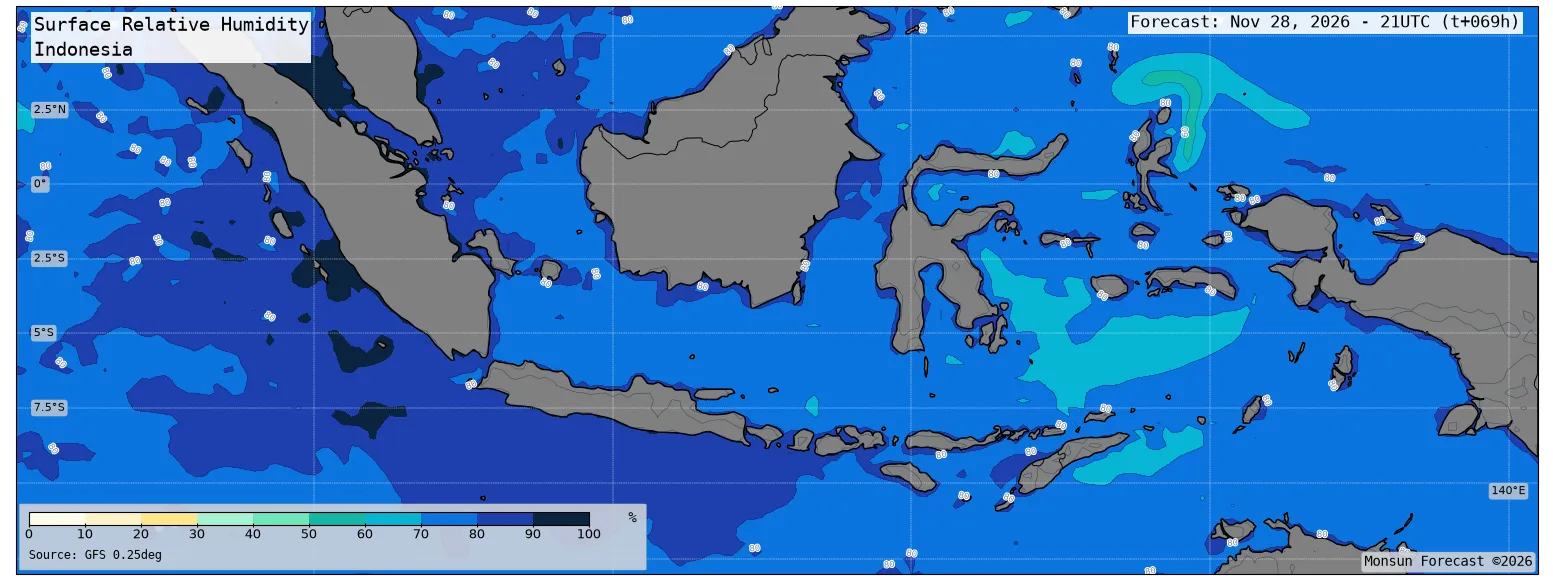 Surface Relative Humidity
Indonesia
Forecast: Nov 28, 2026 - 21UTC (t+069h)
2.5°N
0°
2.5°S
5°S
7.5°S
140°E
%
0 10 20 30 40 50 60 70 80 90 100
Source: GFS 0.25deg
Monsun Forecast ©2026